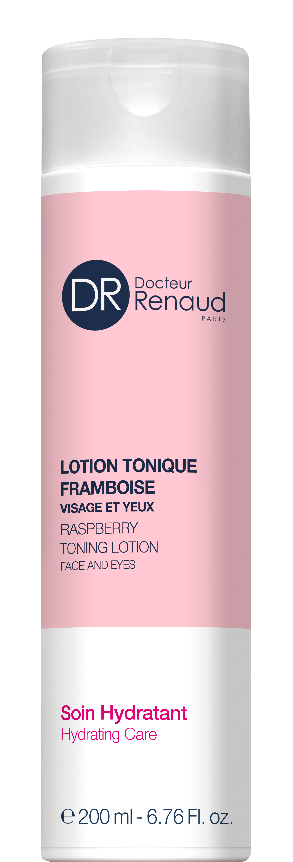 DR Docteur
Renaud
PARIS
LOTION TONIQUE
FRAMBOISE
VISAGE ET YEUX
RASPBERRY
TONING LOTION
FACE AND EYES
Soin Hydratant
Hydrating Care
℮ 200 ml - 6.76 Fl. oz.